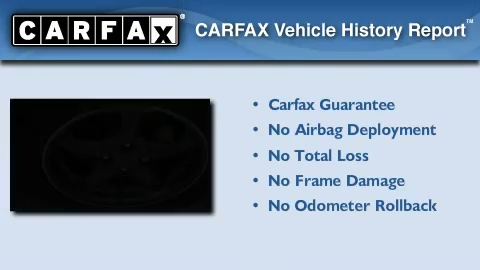 CARFAX® CARFAX Vehicle History Report™
• Carfax Guarantee
• No Airbag Deployment
• No Total Loss
• No Frame Damage
• No Odometer Rollback